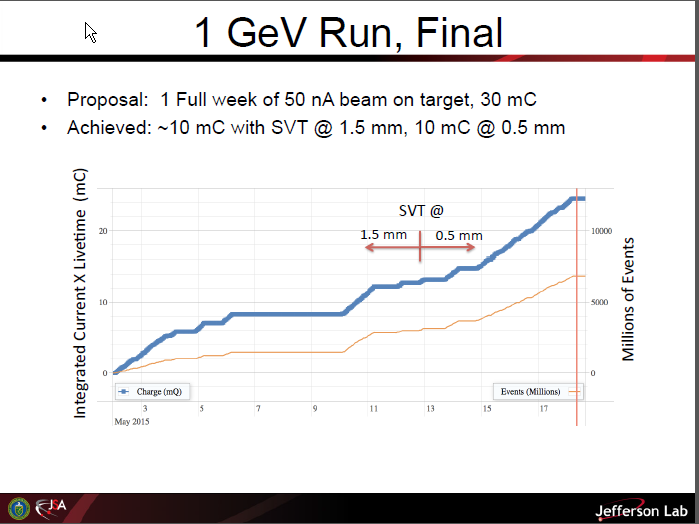 1 GeV Run, Final
• Proposal: 1 Full week of 50 nA beam on target, 30 mC
• Achieved: ~10 mC with SVT @ 1.5 mm, 10 mC @ 0.5 mm
Integrated Current X Livetime (mC)
SVT @
1.5 mm 0.5 mm
20
10
0
10000
5000
0
Millions of Events
Charge (mQ)
Events (Millions)
3 5 7 9 11 13 15 17
May 2015
JSA
Jefferson Lab